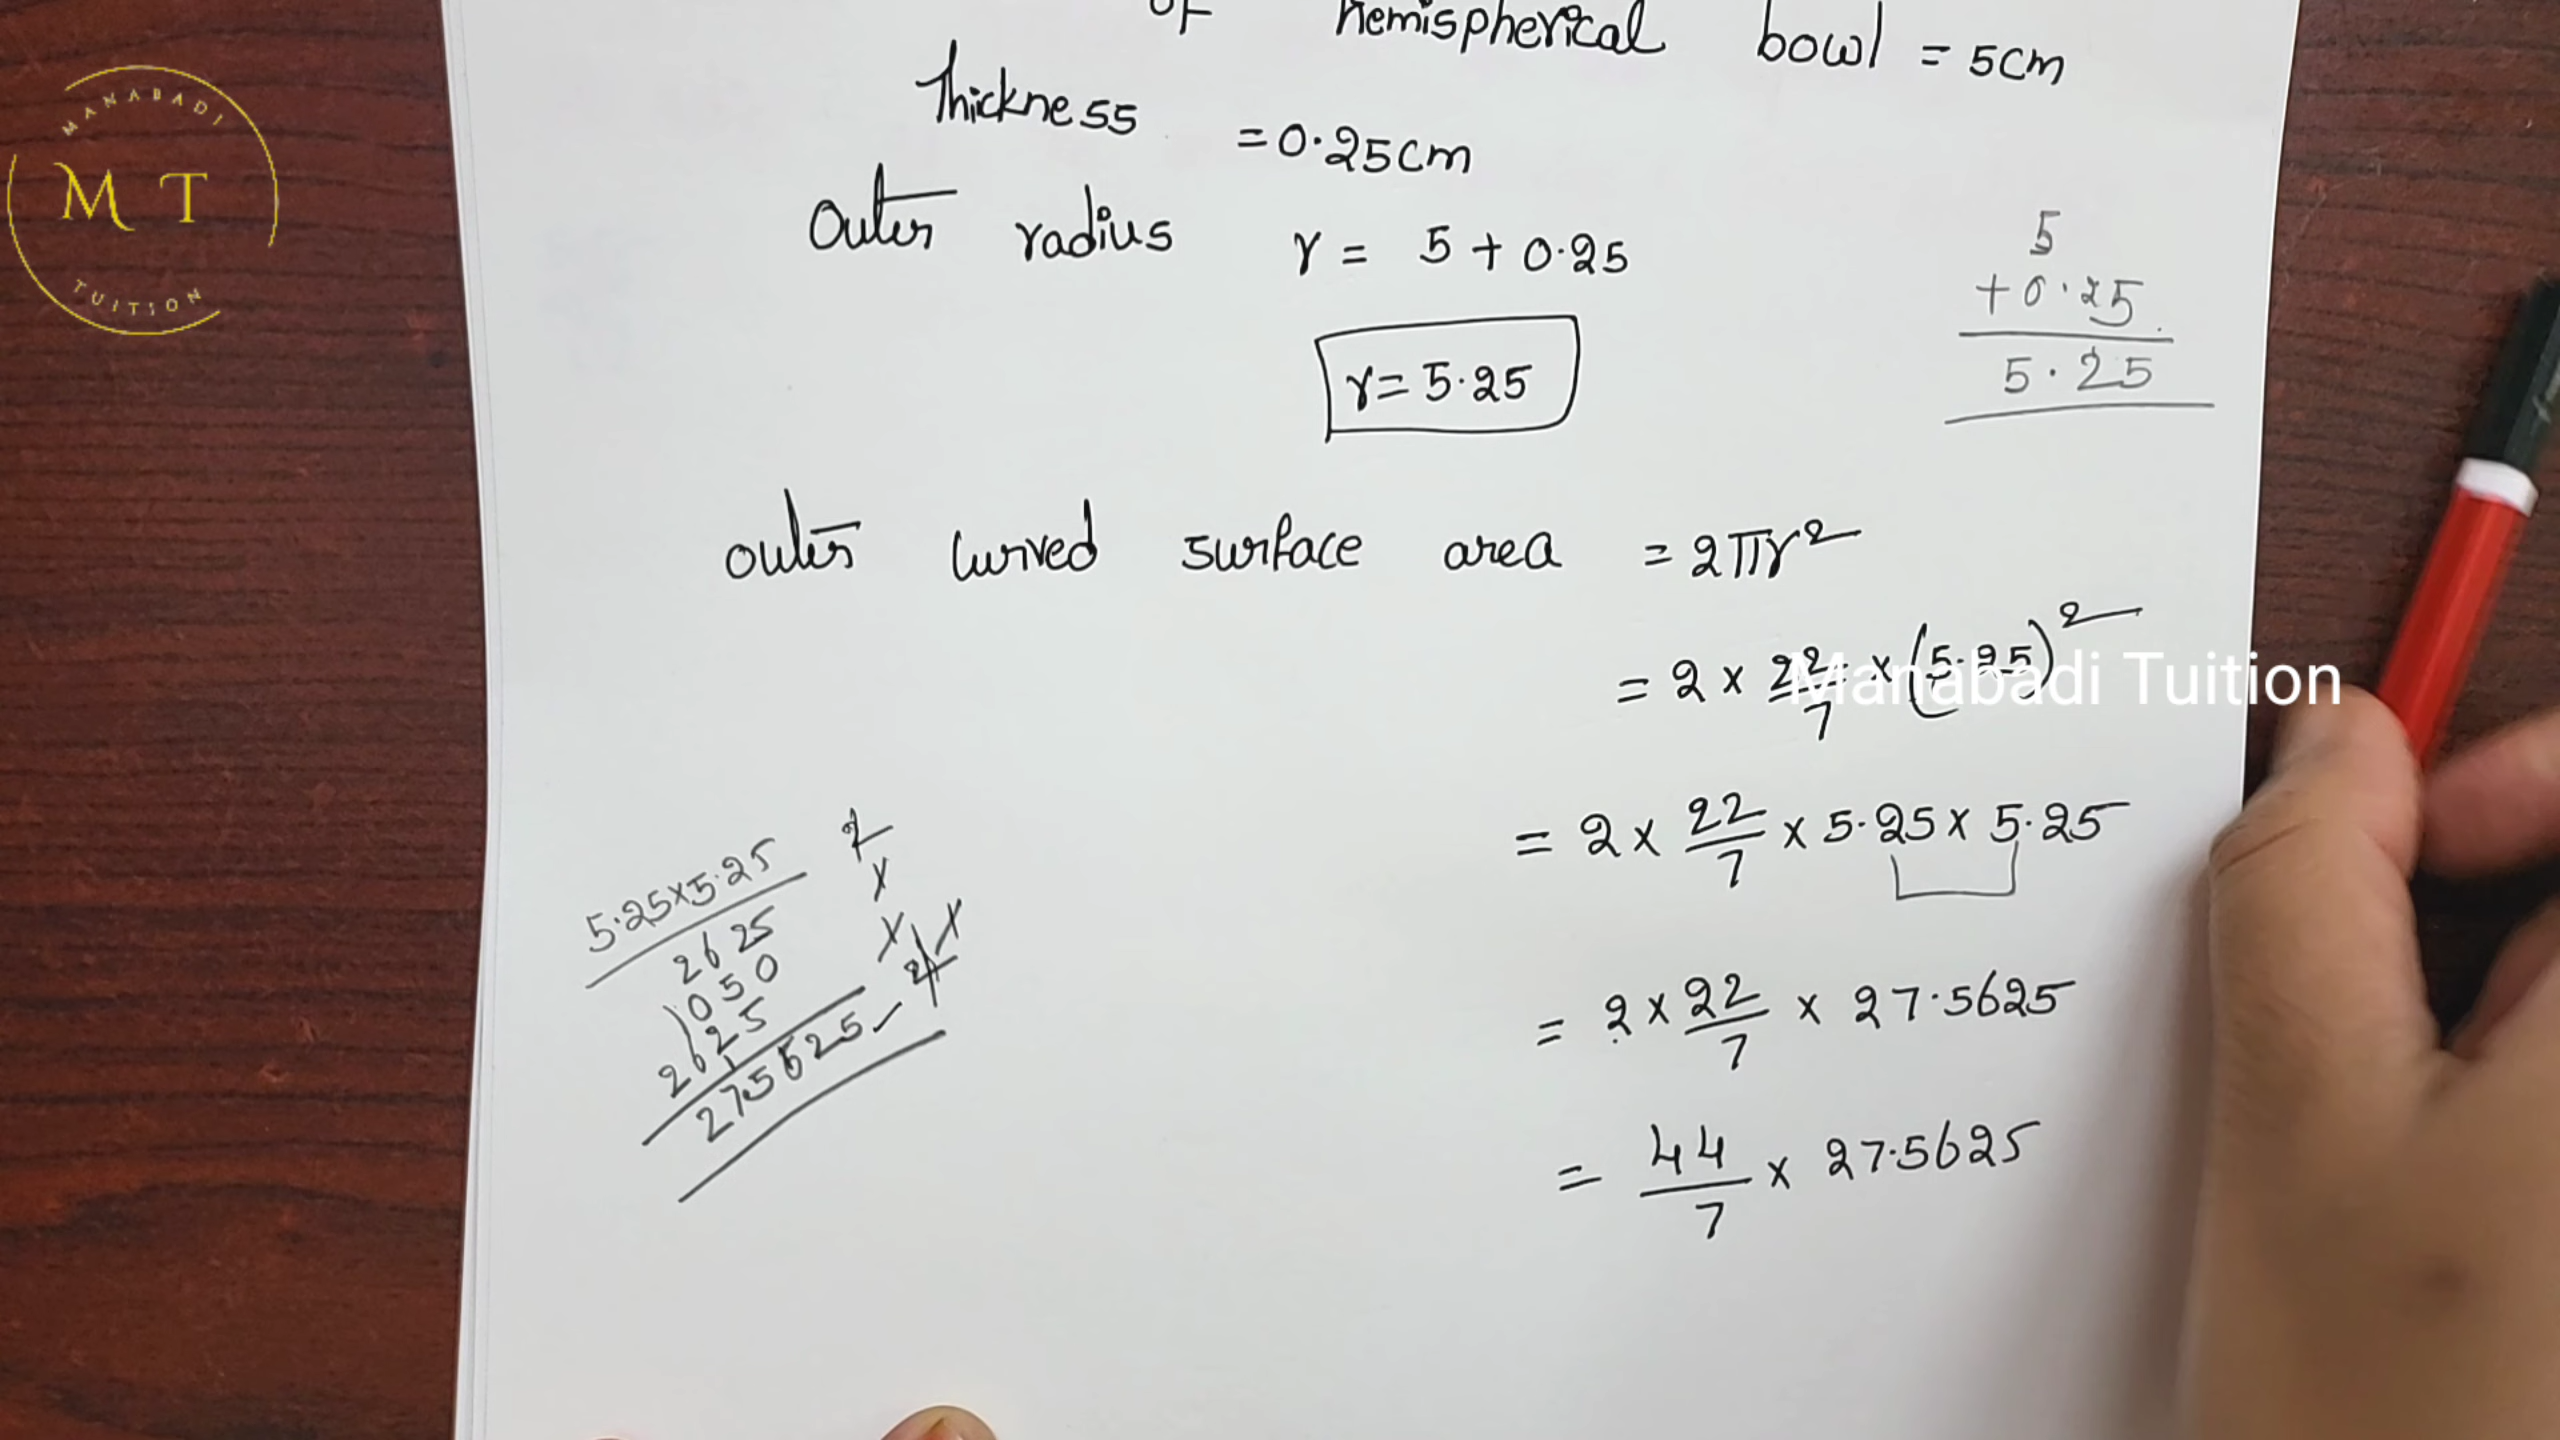 MANABADI
M T
TUITION
of hemispherical bowl = 5cm
Thickness = 0.25cm
Outer radius r = 5 + 0.25
r = 5.25
5
+0.25
5.25
outer curved surface area = 2πr²
= 2 × 22/7 × (5.25)²
Manabadi Tuition
= 2 × 22/7 × 5.25 × 5.25
= 2 × 22/7 × 27.5625
= 44/7 × 27.5625
5.25×5.25
2625
1050
2625
275625